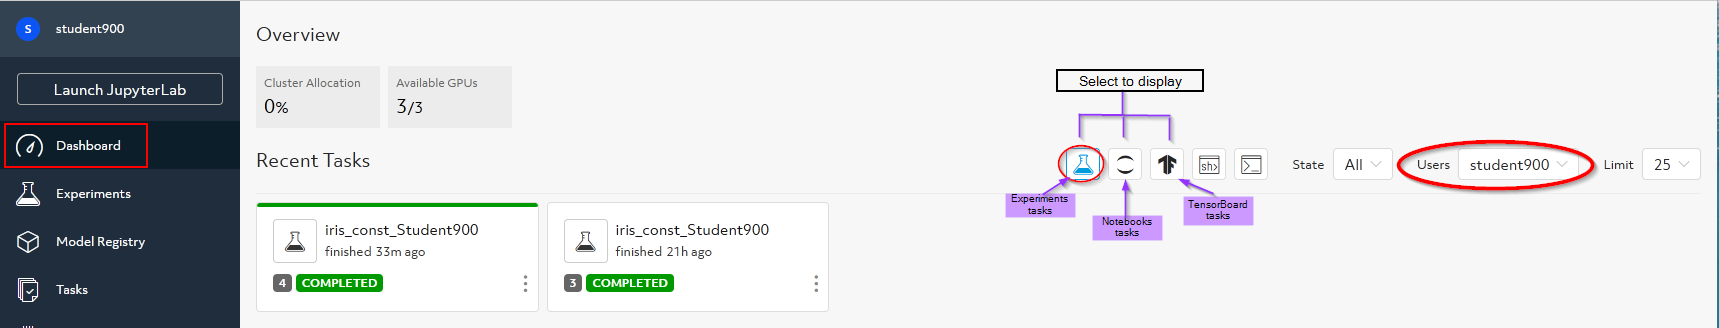 S student900
Launch JupyterLab
Dashboard
Experiments
Model Registry
Tasks
Overview
Cluster Allocation
0%
Available GPUs
3/3
Select to display
Recent Tasks
sh>
State All
Users student900
Limit 25
Experiments
tasks
Notebooks
tasks
TensorBoard
tasks
iris_const_Student900
finished 33m ago
4 COMPLETED
iris_const_Student900
finished 21h ago
3 COMPLETED